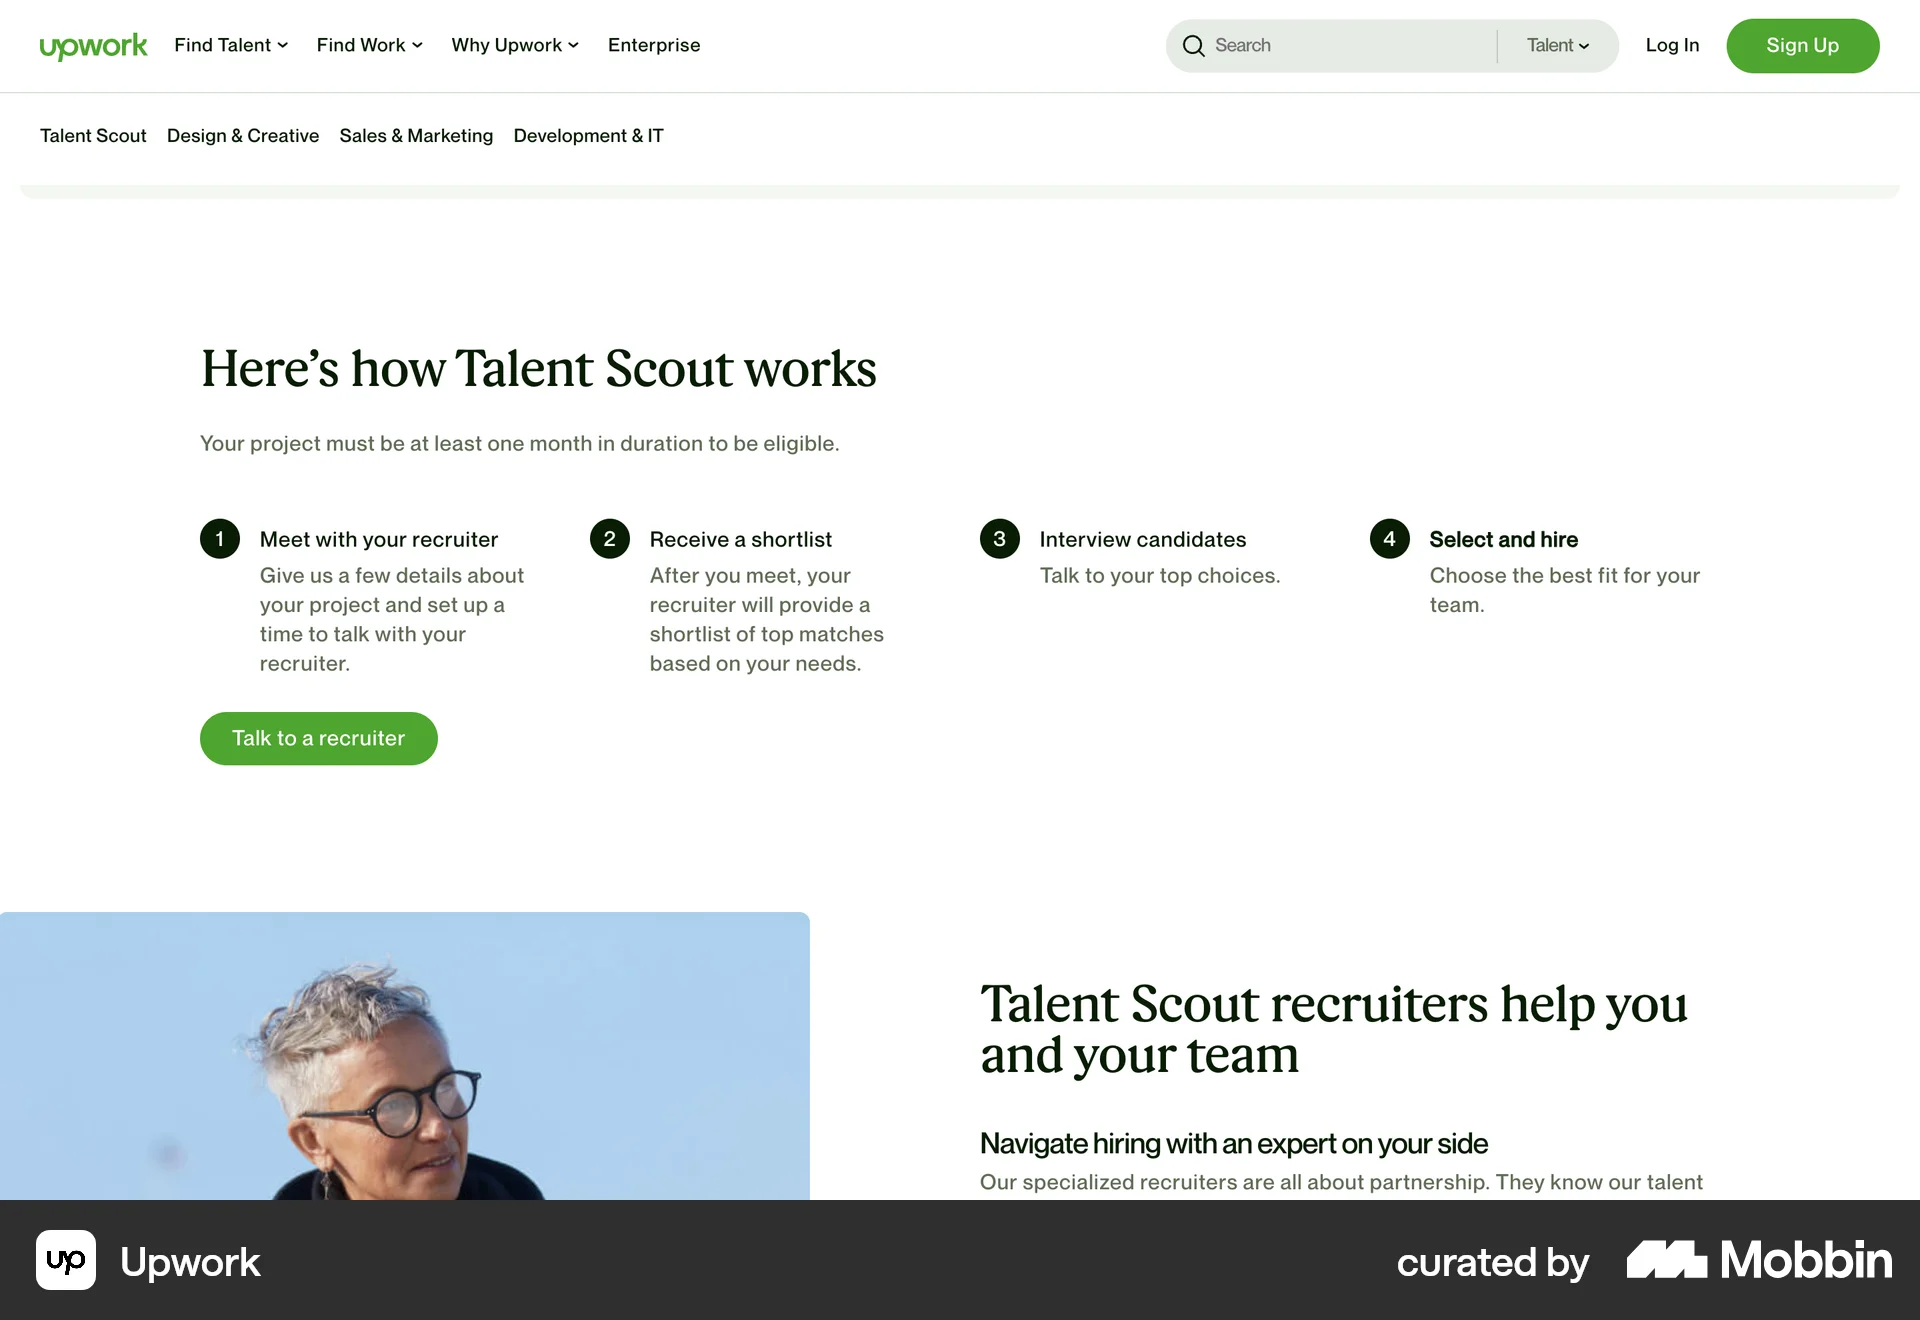 upwork
Find Talent
Find Work
Why Upwork
Enterprise
Search
Talent
Log In
Sign Up
Talent Scout
Design & Creative
Sales & Marketing
Development & IT
Here’s how Talent Scout works
Your project must be at least one month in duration to be eligible.
1
Meet with your recruiter
Give us a few details about
your project and set up a
time to talk with your
recruiter.
2
Receive a shortlist
After you meet, your
recruiter will provide a
shortlist of top matches
based on your needs.
3
Interview candidates
Talk to your top choices.
4
Select and hire
Choose the best fit for your
team.
Talk to a recruiter
Talent Scout recruiters help you
and your team
Navigate hiring with an expert on your side
Our specialized recruiters are all about partnership. They know our talent
up
Upwork
curated by
Mobbin